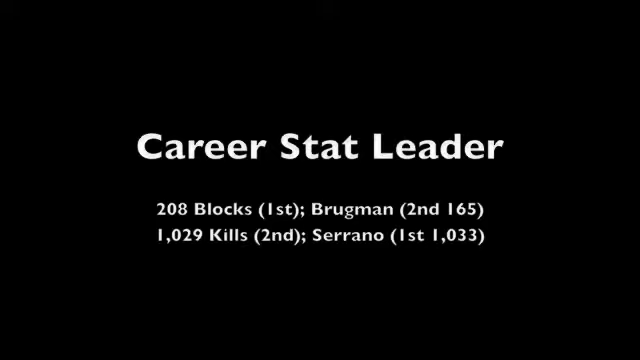 Career Stat Leader
208 Blocks (1st); Brugman (2nd 165)
1,029 Kills (2nd); Serrano (1st 1,033)